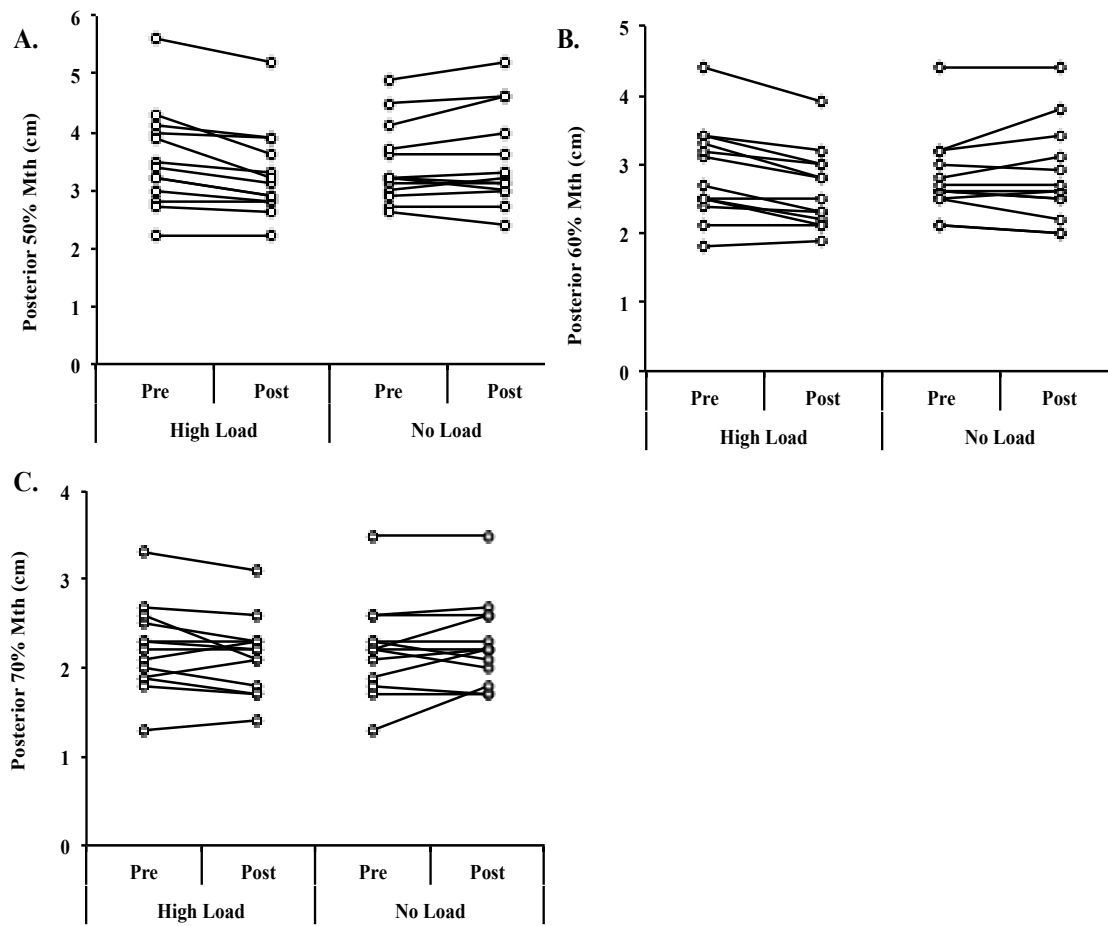 A.
Posterior 50% Mth (cm)
6
5
4
3
2
1
0
Pre Post Pre Post
High Load No Load
B.
Posterior 60% Mth (cm)
5
4
3
2
1
0
Pre Post Pre Post
High Load No Load
C.
Posterior 70% Mth (cm)
4
3
2
1
0
Pre Post Pre Post
High Load No Load